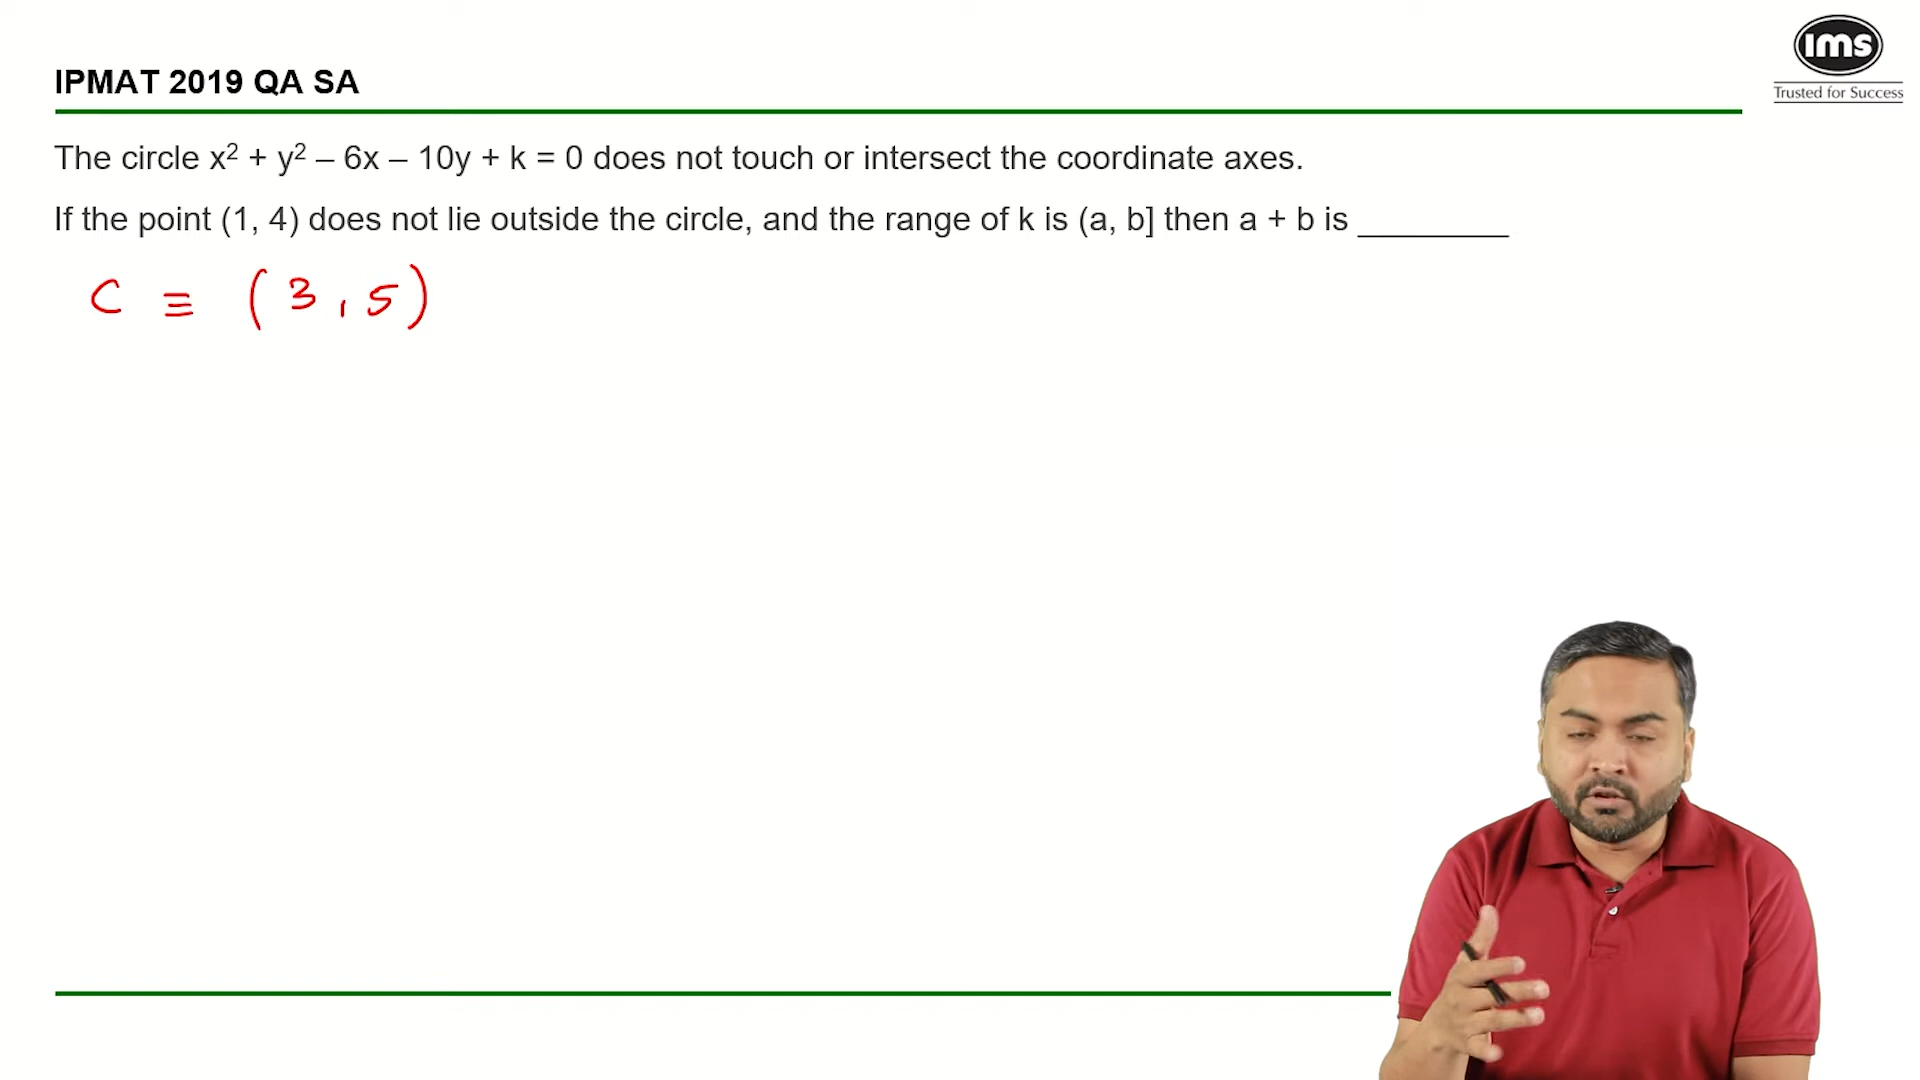 IPMAT 2019 QA SA
ims
Trusted for Success
The circle x² + y² – 6x – 10y + k = 0 does not touch or intersect the coordinate axes.
If the point (1, 4) does not lie outside the circle, and the range of k is (a, b] then a + b is ________
C ≡ (3, 5)